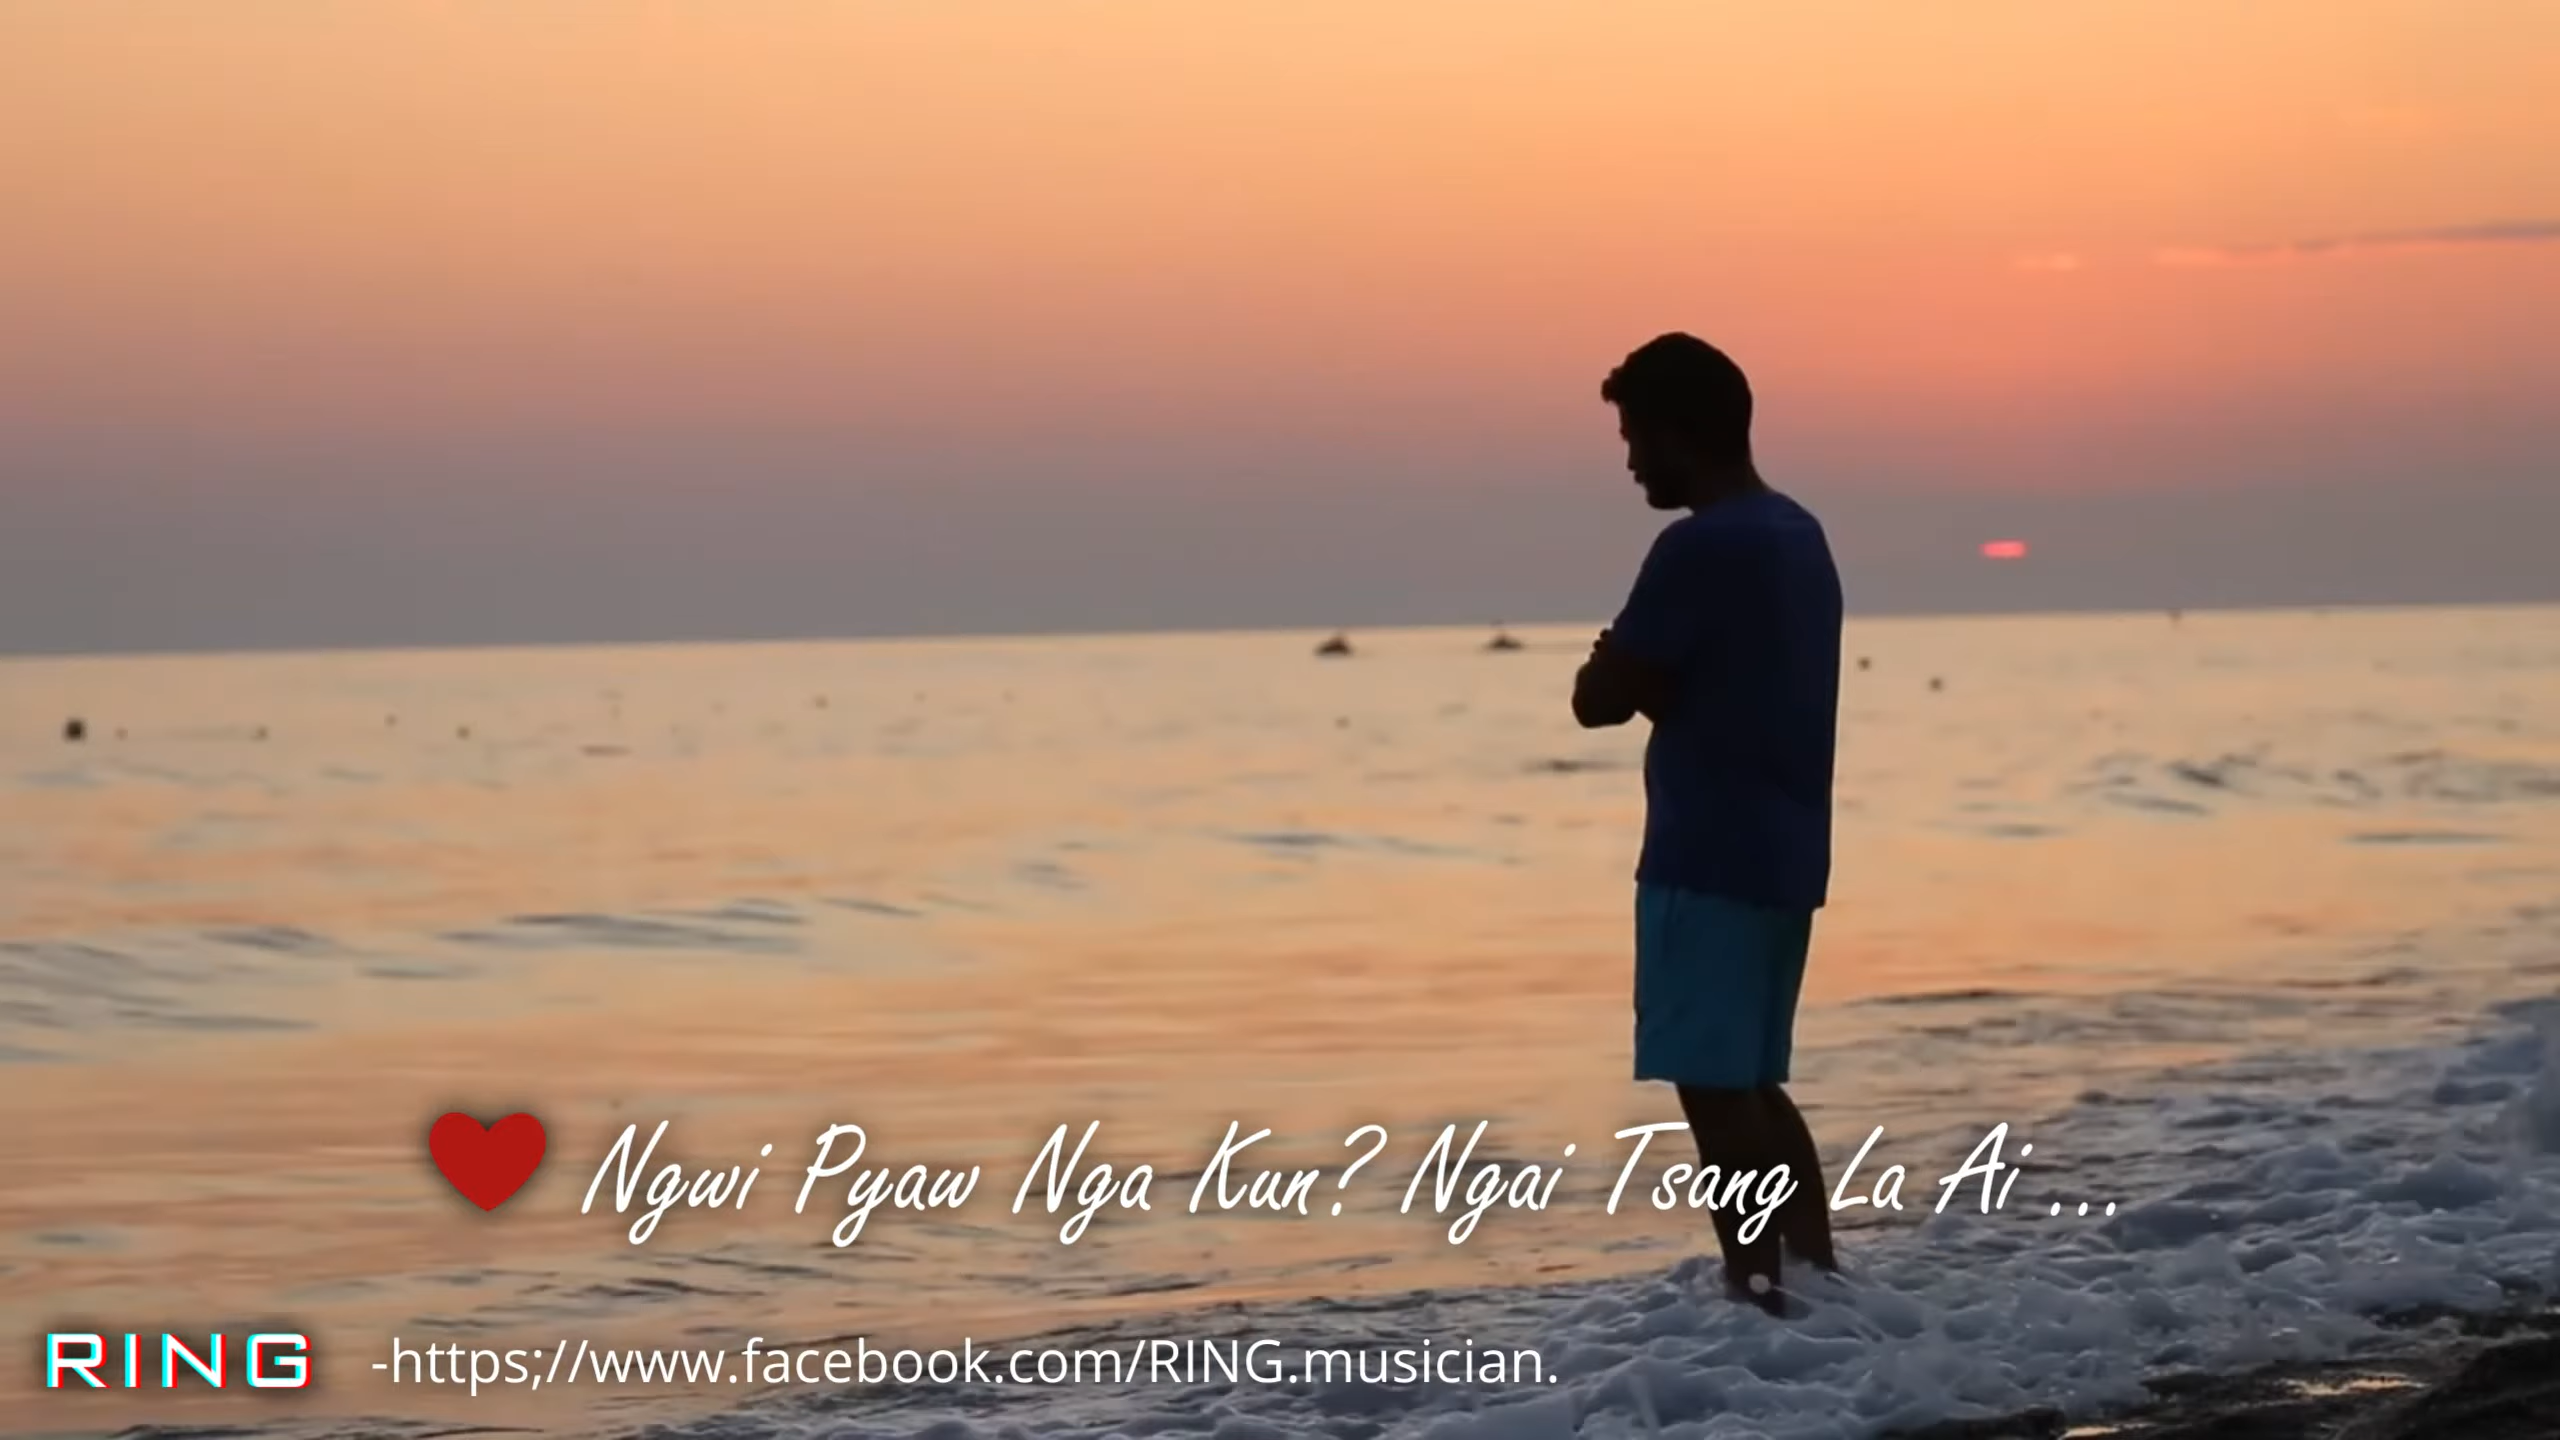 Ngwi Pyaw Nga Kun? Ngai Tsang La Ai ...
RING -https;//www.facebook.com/RING.musician.